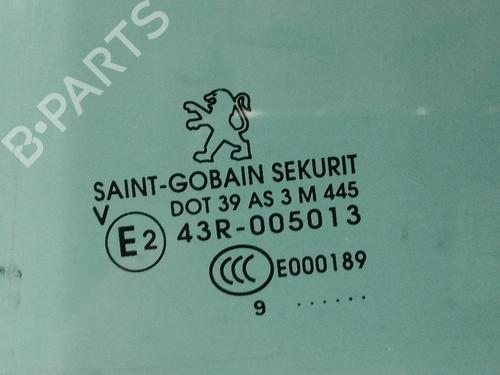 B-PARTS
SAINT-GOBAIN SEKURIT
V DOT 39 AS 3 M 445
E2 43R-005013
CCC E000189
9 ......